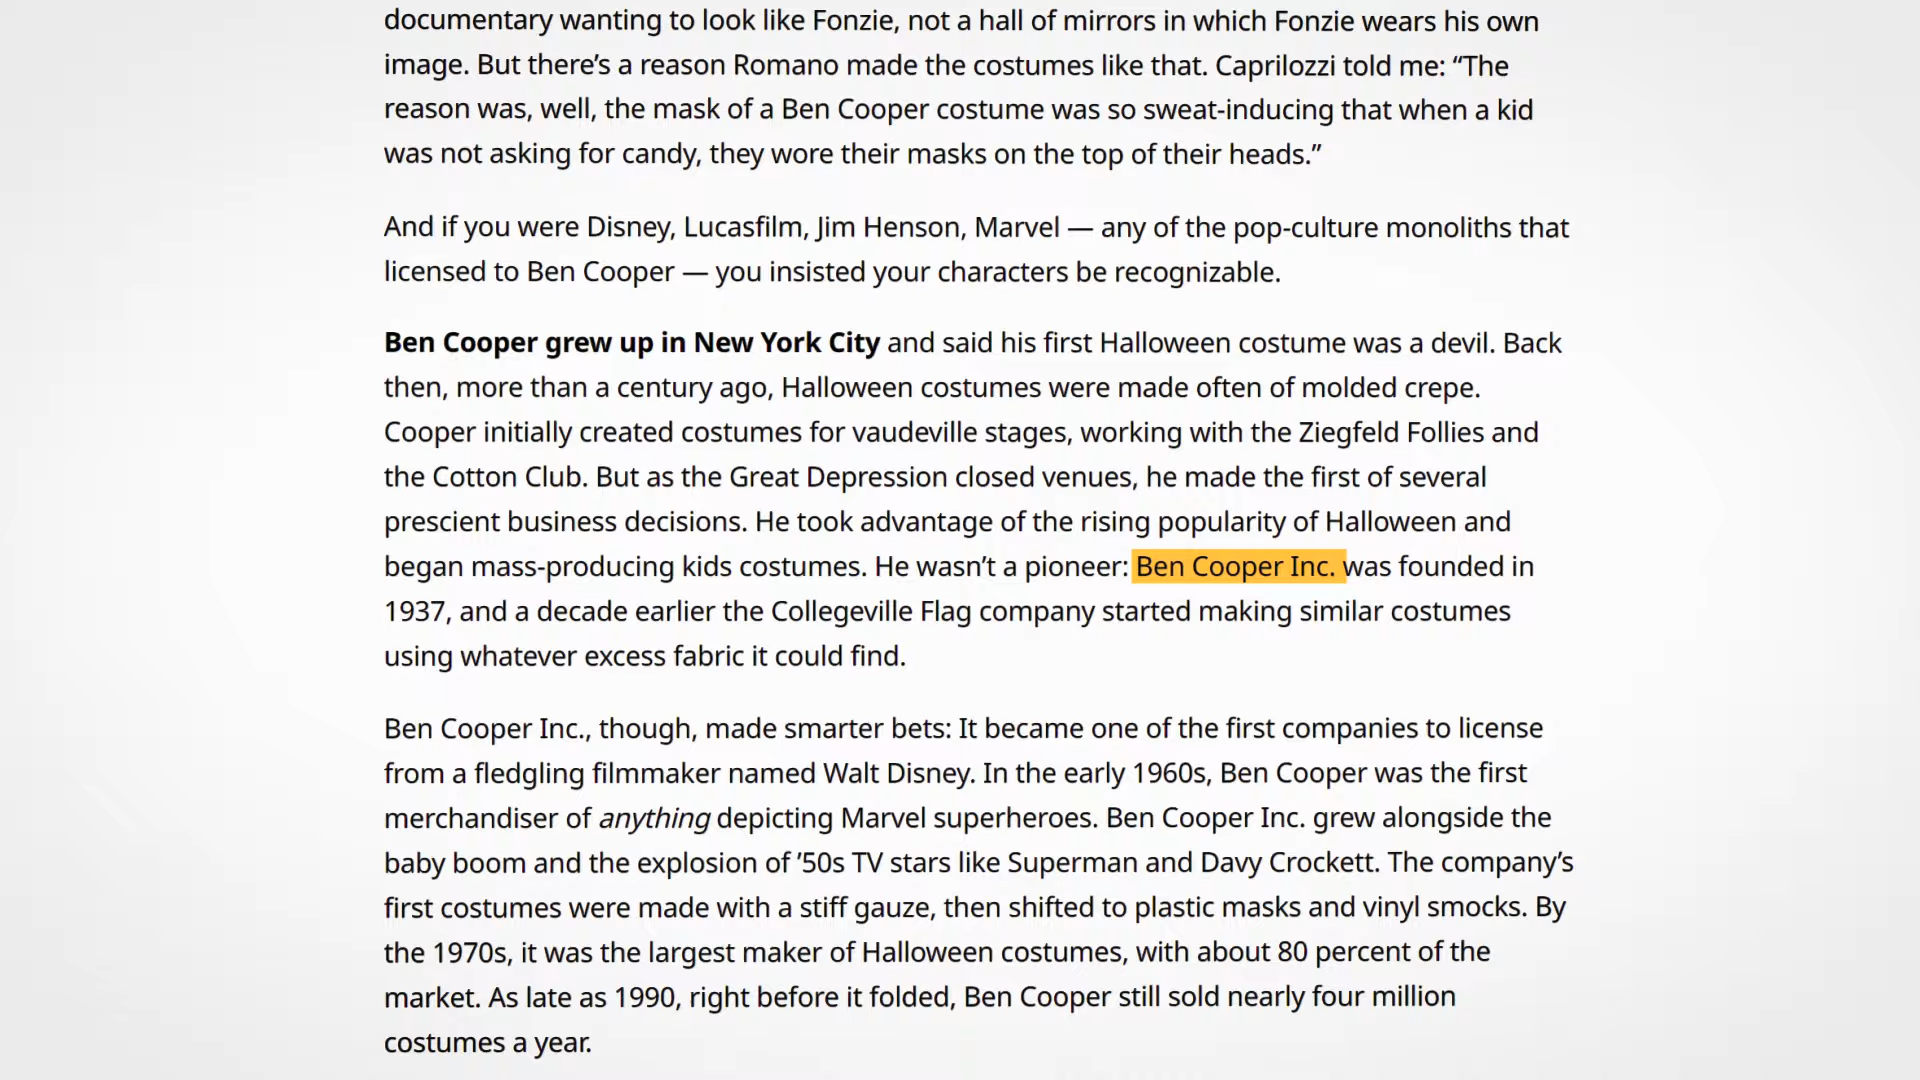 documentary wanting to look like Fonzie, not a hall of mirrors in which Fonzie wears his own
image. But there’s a reason Romano made the costumes like that. Caprilozzi told me: “The
reason was, well, the mask of a Ben Cooper costume was so sweat-inducing that when a kid
was not asking for candy, they wore their masks on the top of their heads.”
And if you were Disney, Lucasfilm, Jim Henson, Marvel — any of the pop-culture monoliths that
licensed to Ben Cooper — you insisted your characters be recognizable.
Ben Cooper grew up in New York City and said his first Halloween costume was a devil. Back
then, more than a century ago, Halloween costumes were made often of molded crepe.
Cooper initially created costumes for vaudeville stages, working with the Ziegfeld Follies and
the Cotton Club. But as the Great Depression closed venues, he made the first of several
prescient business decisions. He took advantage of the rising popularity of Halloween and
began mass-producing kids costumes. He wasn’t a pioneer: Ben Cooper Inc. was founded in
1937, and a decade earlier the Collegeville Flag company started making similar costumes
using whatever excess fabric it could find.
Ben Cooper Inc., though, made smarter bets: It became one of the first companies to license
from a fledgling filmmaker named Walt Disney. In the early 1960s, Ben Cooper was the first
merchandiser of anything depicting Marvel superheroes. Ben Cooper Inc. grew alongside the
baby boom and the explosion of ’50s TV stars like Superman and Davy Crockett. The company’s
first costumes were made with a stiff gauze, then shifted to plastic masks and vinyl smocks. By
the 1970s, it was the largest maker of Halloween costumes, with about 80 percent of the
market. As late as 1990, right before it folded, Ben Cooper still sold nearly four million
costumes a year.